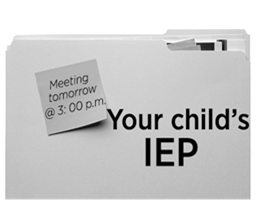 Meeting
tomorrow
@ 3: 00 p.m.
Your child's
IEP